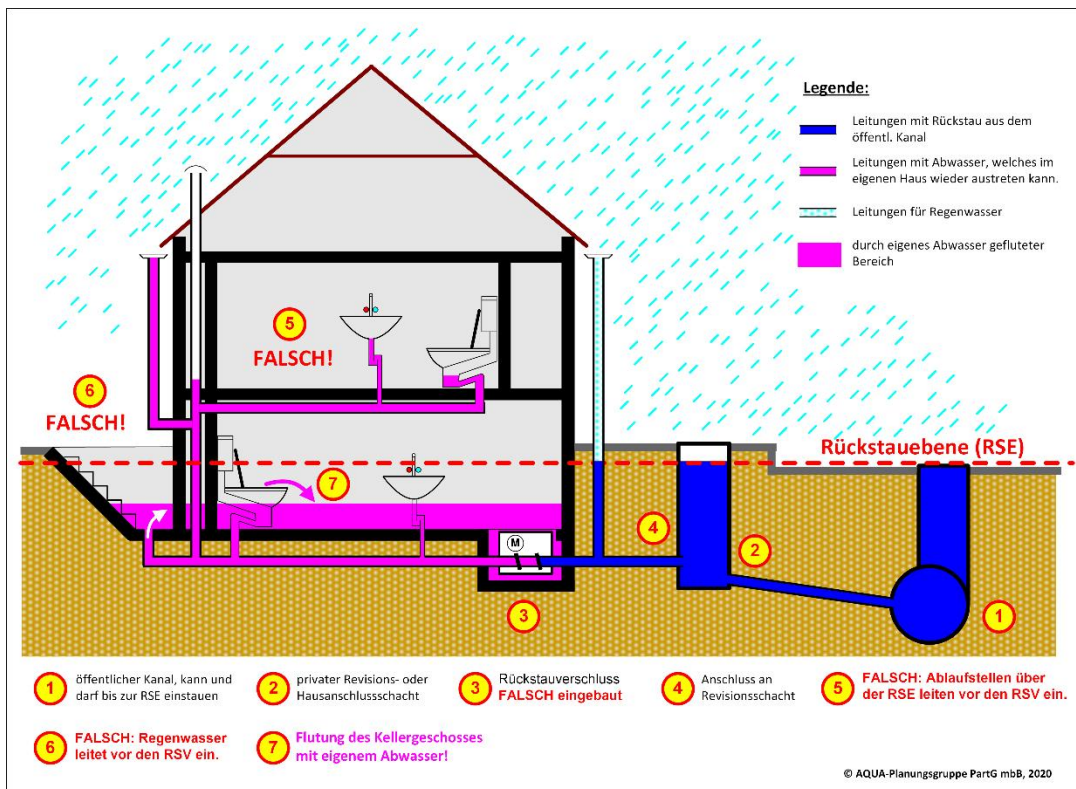 Legende:
Leitungen mit Rückstau aus dem
öffentl. Kanal
Leitungen mit Abwasser, welches im
eigenen Haus wieder austreten kann.
Leitungen für Regenwasser
durch eigenes Abwasser gefluteter
Bereich
5
FALSCH!
6
FALSCH!
Rückstauebene (RSE)
7
4
M
2
3
1
1 öffentlicher Kanal, kann und
darf bis zur RSE einstauen
2 privater Revisions- oder
Hausanschlussschacht
3 Rückstauverschluss
FALSCH eingebaut
4 Anschluss an
Revisionsschacht
5 FALSCH: Ablaufstellen über
der RSE leiten vor den RSV ein.
6 FALSCH: Regenwasser
leitet vor den RSV ein.
7 Flutung des Kellergeschosses
mit eigenem Abwasser!
© AQUA-Planungsgruppe PartG mbB, 2020